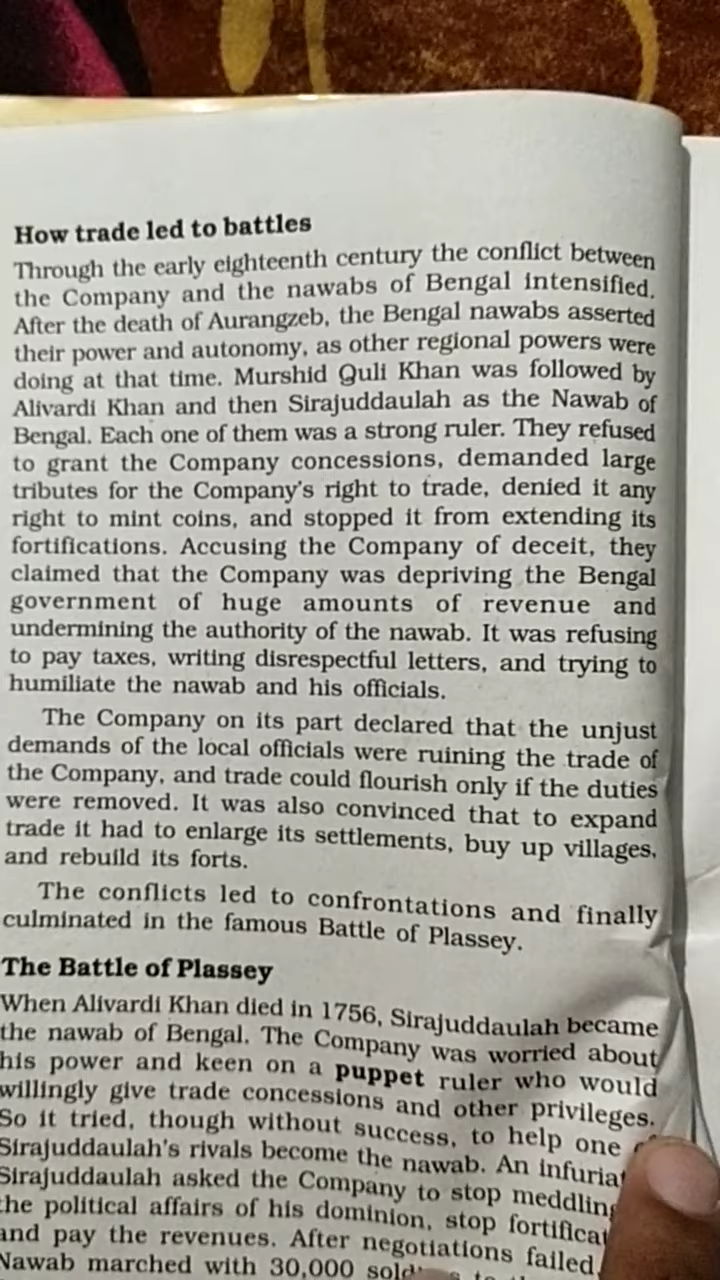 How trade led to battles
Through the early eighteenth century the conflict between
the Company and the nawabs of Bengal intensified.
After the death of Aurangzeb, the Bengal nawabs asserted
their power and autonomy, as other regional powers were
doing at that time. Murshid Quli Khan was followed by
Alivardi Khan and then Sirajuddaulah as the Nawab of
Bengal. Each one of them was a strong ruler. They refused
to grant the Company concessions, demanded large
tributes for the Company's right to trade, denied it any
right to mint coins, and stopped it from extending its
fortifications. Accusing the Company of deceit, they
claimed that the Company was depriving the Bengal
government of huge amounts of revenue and
undermining the authority of the nawab. It was refusing
to pay taxes, writing disrespectful letters, and trying to
humiliate the nawab and his officials.
The Company on its part declared that the unjust
demands of the local officials were ruining the trade of
the Company, and trade could flourish only if the duties
were removed. It was also convinced that to expand
trade it had to enlarge its settlements, buy up villages,
and rebuild its forts.
The conflicts led to confrontations and finally
culminated in the famous Battle of Plassey.
The Battle of Plassey
When Alivardi Khan died in 1756, Sirajuddaulah became
the nawab of Bengal. The Company was worried about
his power and keen on a puppet ruler who would
willingly give trade concessions and other privileges.
So it tried, though without success, to help one
Sirajuddaulah's rivals become the nawab. An
Sirajuddaulah asked the Company to stop
the political affairs of his dominion, stop
and pay the revenues. After negotiations failed,
Nawab marched with 30,000